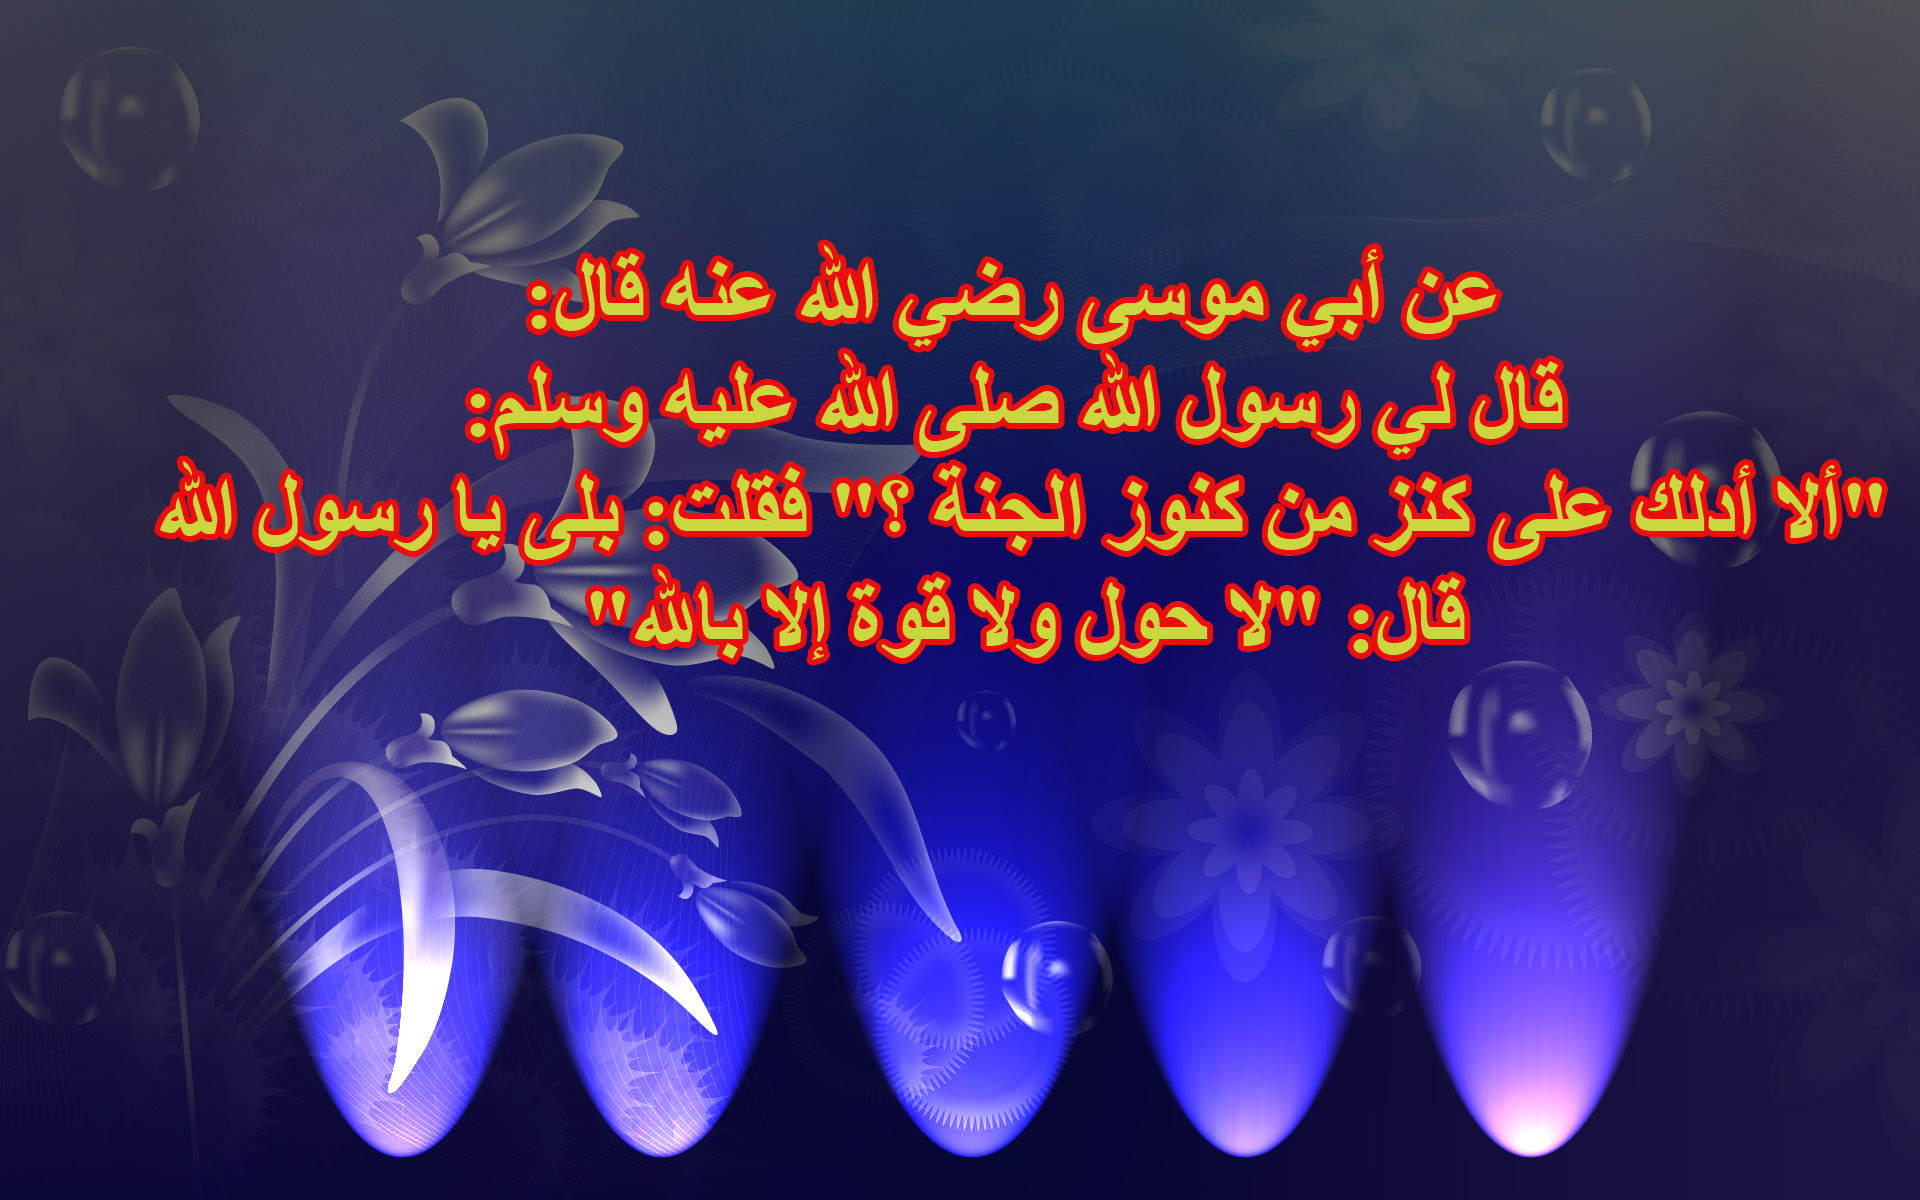 عن أبي موسى رضي الله عنه قال:
قال لي رسول الله صلى الله عليه وسلم:
"ألا أدلك على كنز من كنوز الجنة ؟" فقلت: بلى يا رسول الله
قال: "لا حول ولا قوة إلا بالله"